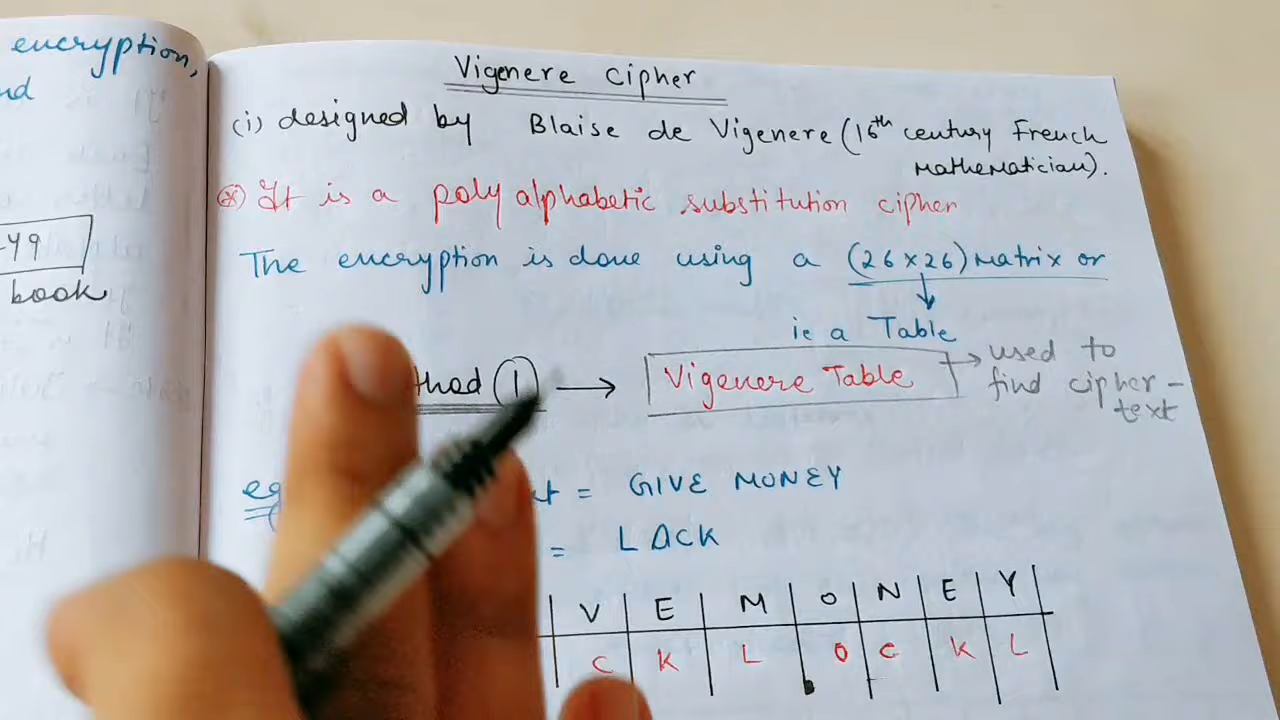 encryption,
nd
-49
book
Vigenere Cipher
(i) designed by Blaise de Vigenere (16th century French
Mathematician).
It is a poly alphabetic substitution cipher
The encryption is done using a (26×26) Matrix or
ie a Table
thod (1) → Vigenere Table → used to
find cipher-
text
eg = GIVE MONEY
= LACK
V E M O N E Y
C K L O C K L